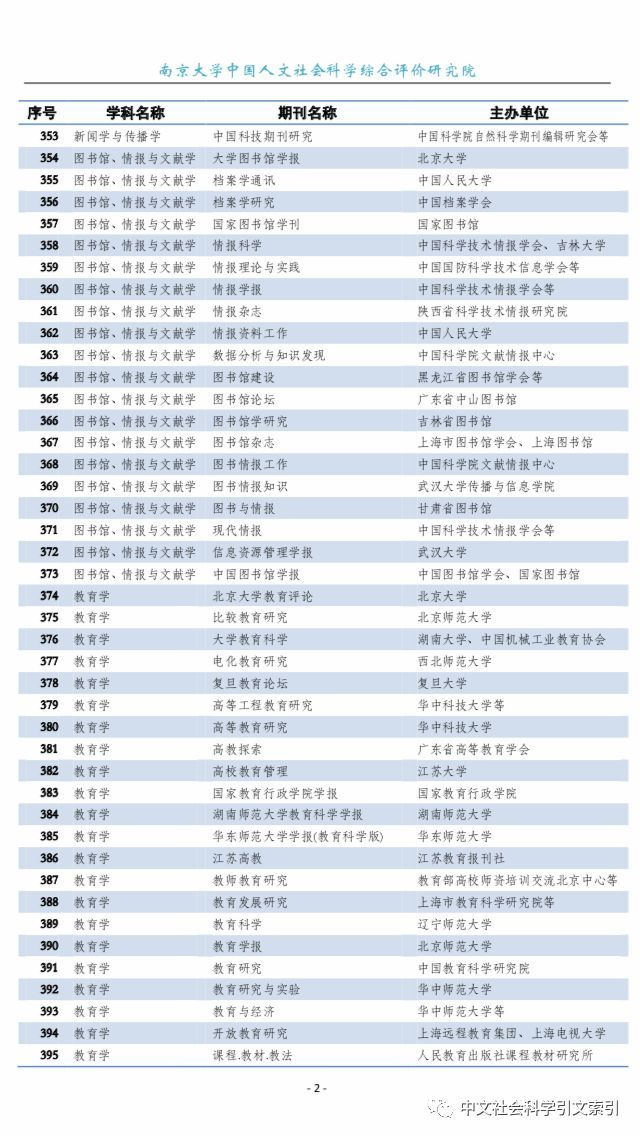 南京大学中国人文社会科学综合评价研究院
序号 学科名称 期刊名称 主办单位
353 新闻学与传播学 中国科技期刊研究 中国科学院自然科学期刊编辑研究会等
354 图书馆、情报与文献学 大学图书馆学报 北京大学
355 图书馆、情报与文献学 档案学通讯 中国人民大学
356 图书馆、情报与文献学 档案学研究 中国档案学会
357 图书馆、情报与文献学 国家图书馆学刊 国家图书馆
358 图书馆、情报与文献学 情报科学 中国科学技术情报学会、吉林大学
359 图书馆、情报与文献学 情报理论与实践 中国国防科学技术信息学会等
360 图书馆、情报与文献学 情报学报 中国科学技术情报学会等
361 图书馆、情报与文献学 情报杂志 陕西省科学技术情报研究院
362 图书馆、情报与文献学 情报资料工作 中国人民大学
363 图书馆、情报与文献学 数据分析与知识发现 中国科学院文献情报中心
364 图书馆、情报与文献学 图书馆建设 黑龙江省图书馆学会等
365 图书馆、情报与文献学 图书馆论坛 广东省中山图书馆
366 图书馆、情报与文献学 图书馆学研究 吉林省图书馆
367 图书馆、情报与文献学 图书馆杂志 上海市图书馆学会、上海图书馆
368 图书馆、情报与文献学 图书情报工作 中国科学院文献情报中心
369 图书馆、情报与文献学 图书情报知识 武汉大学传播与信息学院
370 图书馆、情报与文献学 图书与情报 甘肃省图书馆
371 图书馆、情报与文献学 现代情报 中国科学技术情报学会等
372 图书馆、情报与文献学 信息资源管理学报 武汉大学
373 图书馆、情报与文献学 中国图书馆学报 中国图书馆学会、国家图书馆
374 教育学 北京大学教育评论 北京大学
375 教育学 比较教育研究 北京师范大学
376 教育学 大学教育科学 湖南大学、中国机械工业教育协会
377 教育学 电化教育研究 西北师范大学
378 教育学 复旦教育论坛 复旦大学
379 教育学 高等工程教育研究 华中科技大学等
380 教育学 高等教育研究 华中科技大学
381 教育学 高教探索 广东省高等教育学会
382 教育学 高校教育管理 江苏大学
383 教育学 国家教育行政学院学报 国家教育行政学院
384 教育学 湖南师范大学教育科学学报 湖南师范大学
385 教育学 华东师范大学学报(教育科学版) 华东师范大学
386 教育学 江苏高教 江苏教育报刊社
387 教育学 教师教育研究 教育部高校师资培训交流北京中心等
388 教育学 教育发展研究 上海市教育科学研究院等
389 教育学 教育科学 辽宁师范大学
390 教育学 教育学报 北京师范大学
391 教育学 教育研究 中国教育科学研究院
392 教育学 教育研究与实验 华中师范大学
393 教育学 教育与经济 华中师范大学等
394 教育学 开放教育研究 上海远程教育集团、上海电视大学
395 教育学 课程.教材.教法 人民教育出版社课程教材研究所
- 2 -
中文社会科学引文索引